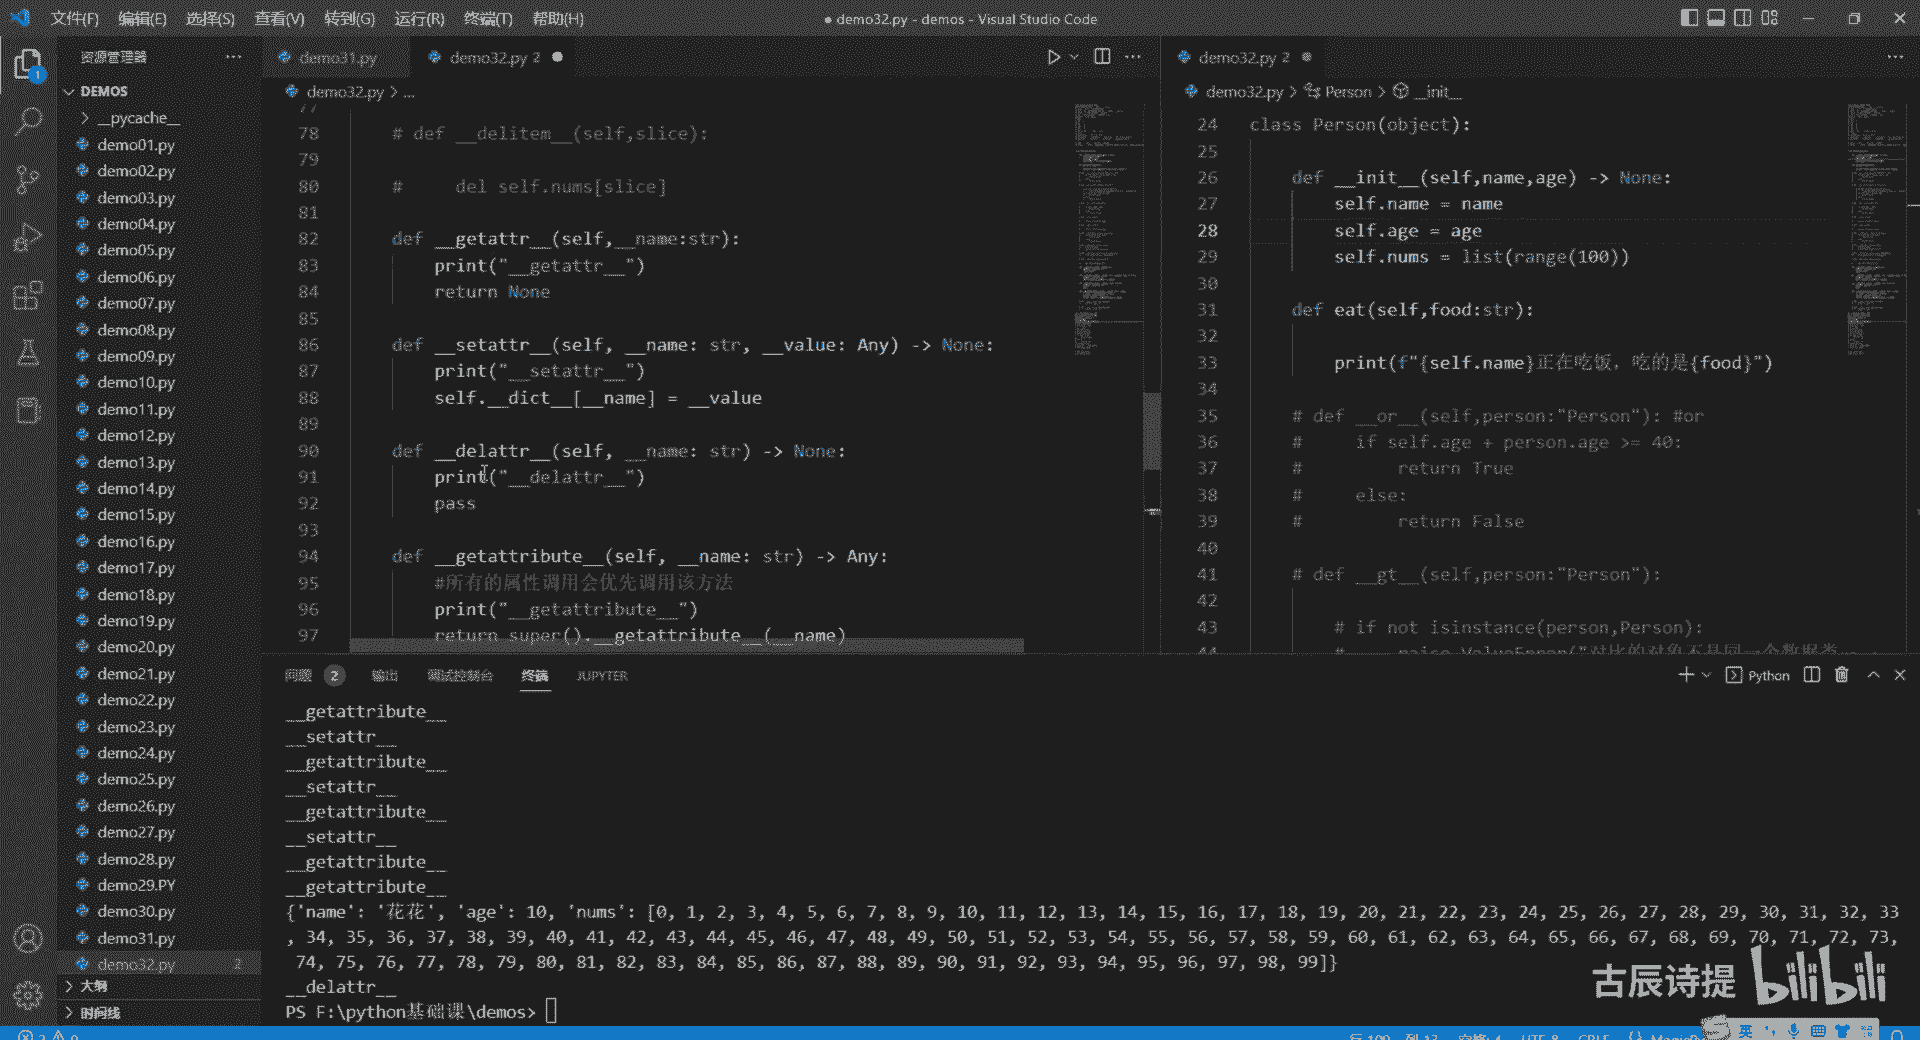 文件(F) 编辑(E) 选择(S) 查看(V) 转到(G) 运行(R) 终端(T) 帮助(H)
● demo32.py - demos - Visual Studio Code
资源管理器
DEMOS
__pycache__
demo01.py
demo02.py
demo03.py
demo04.py
demo05.py
demo06.py
demo07.py
demo08.py
demo09.py
demo10.py
demo11.py
demo12.py
demo13.py
demo14.py
demo15.py
demo16.py
demo17.py
demo18.py
demo19.py
demo20.py
demo21.py
demo22.py
demo23.py
demo24.py
demo25.py
demo26.py
demo27.py
demo28.py
demo29.PY
demo30.py
demo31.py
demo32.py 2
大纲
时间线
demo31.py demo32.py 2 ●
demo32.py > ...
77
78 # def __delitem__(self,slice):
79
80 #     del self.nums[slice]
81
82 def __getattr__(self,__name:str):
83     print("__getattr__")
84     return None
85
86 def __setattr__(self, __name: str, __value: Any) -> None:
87     print("__setattr__")
88     self.__dict__[__name] = __value
89
90 def __delattr__(self, __name: str) -> None:
91     print("__delattr__")
92     pass
93
94 def __getattribute__(self, __name: str) -> Any:
95     #所有的属性调用会优先调用该方法
96     print("__getattribute__")
97     return super().__getattribute__(__name)
demo32.py 2 ●
demo32.py > Person > __init__
24 class Person(object):
25
26     def __init__(self,name,age) -> None:
27         self.name = name
28         self.age = age
29         self.nums = list(range(100))
30
31     def eat(self,food:str):
32
33         print(f"{self.name}正在吃饭，吃的是{food}")
34
35     # def __or__(self,person:"Person"): #or
36     #     if self.age + person.age >= 40:
37     #         return True
38     #     else:
39     #         return False
40
41     # def __gt__(self,person:"Person"):
42
43         # if not isinstance(person,Person):
44         #     raise ValueError("对比的对象不是同一个数据类
问题 2 输出 调试控制台 终端 JUPYTER
Python
__getattribute__
__setattr__
__getattribute__
__setattr__
__getattribute__
__setattr__
__getattribute__
__getattribute__
{'name': '花花', 'age': 10, 'nums': [0, 1, 2, 3, 4, 5, 6, 7, 8, 9, 10, 11, 12, 13, 14, 15, 16, 17, 18, 19, 20, 21, 22, 23, 24, 25, 26, 27, 28, 29, 30, 31, 32, 33
, 34, 35, 36, 37, 38, 39, 40, 41, 42, 43, 44, 45, 46, 47, 48, 49, 50, 51, 52, 53, 54, 55, 56, 57, 58, 59, 60, 61, 62, 63, 64, 65, 66, 67, 68, 69, 70, 71, 72, 73,
74, 75, 76, 77, 78, 79, 80, 81, 82, 83, 84, 85, 86, 87, 88, 89, 90, 91, 92, 93, 94, 95, 96, 97, 98, 99]}
__delattr__
PS F:\python基础课\demos>
古辰诗提 bilibili
英